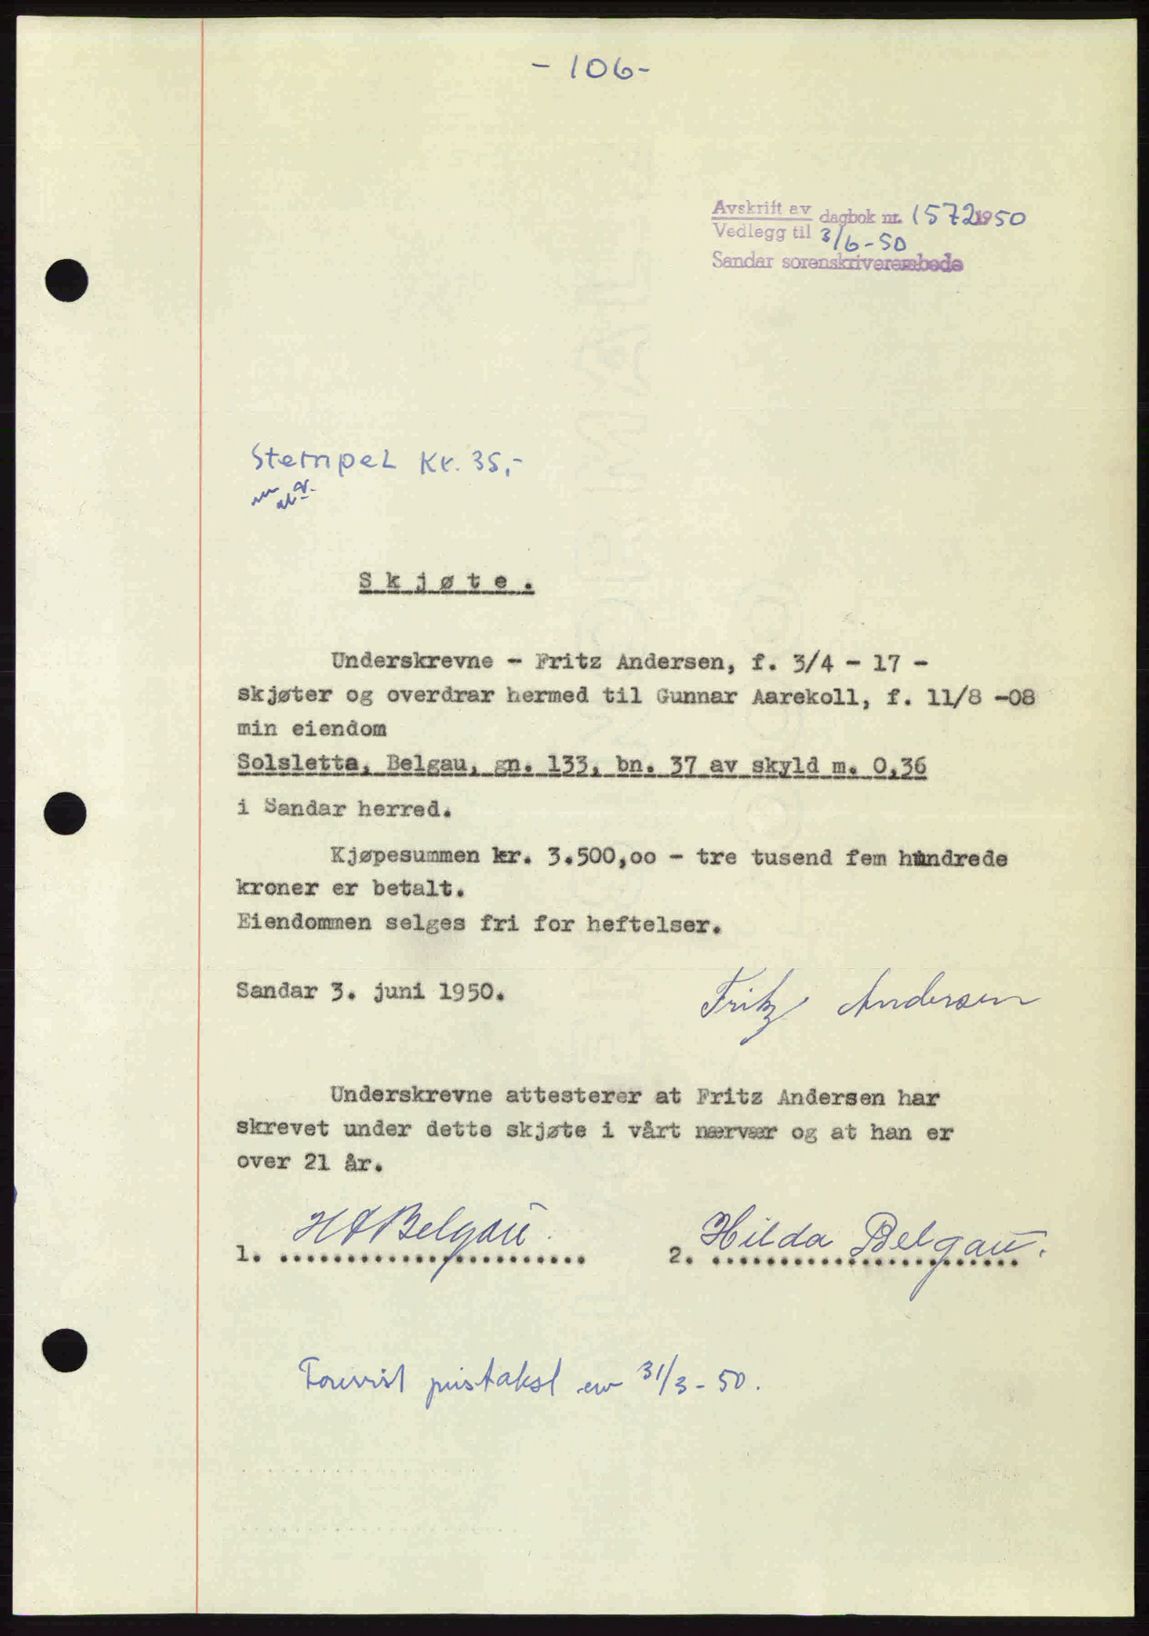 - 106 -
Avskrift av dagbok nr. 1572 1950
Vedlegg til 3/6-50
Sandar sorenskriverembede
Stempel Kr. 35,-
Skjøte.
Underskrevne - Fritz Andersen, f. 3/4 - 17 -
skjøter og overdrar hermed til Gunnar Aarekoll, f. 11/8 -08
min eiendom
Solsletta, Belgau, gn. 133, bn. 37 av skyld m. 0,36
i Sandar herred.
Kjøpesummen kr. 3.500,oo - tre tusend fem hundrede
kroner er betalt.
Eiendommen selges fri for heftelser.
Sandar 3. juni 1950.
Fritz Andersen
Underskrevne attesterer at Fritz Andersen har
skrevet under dette skjøte i vårt nærvær og at han er
over 21 år.
1. H A Belgau. 2. Hilda Belgau.
Forevist pristakst 31/3-50.